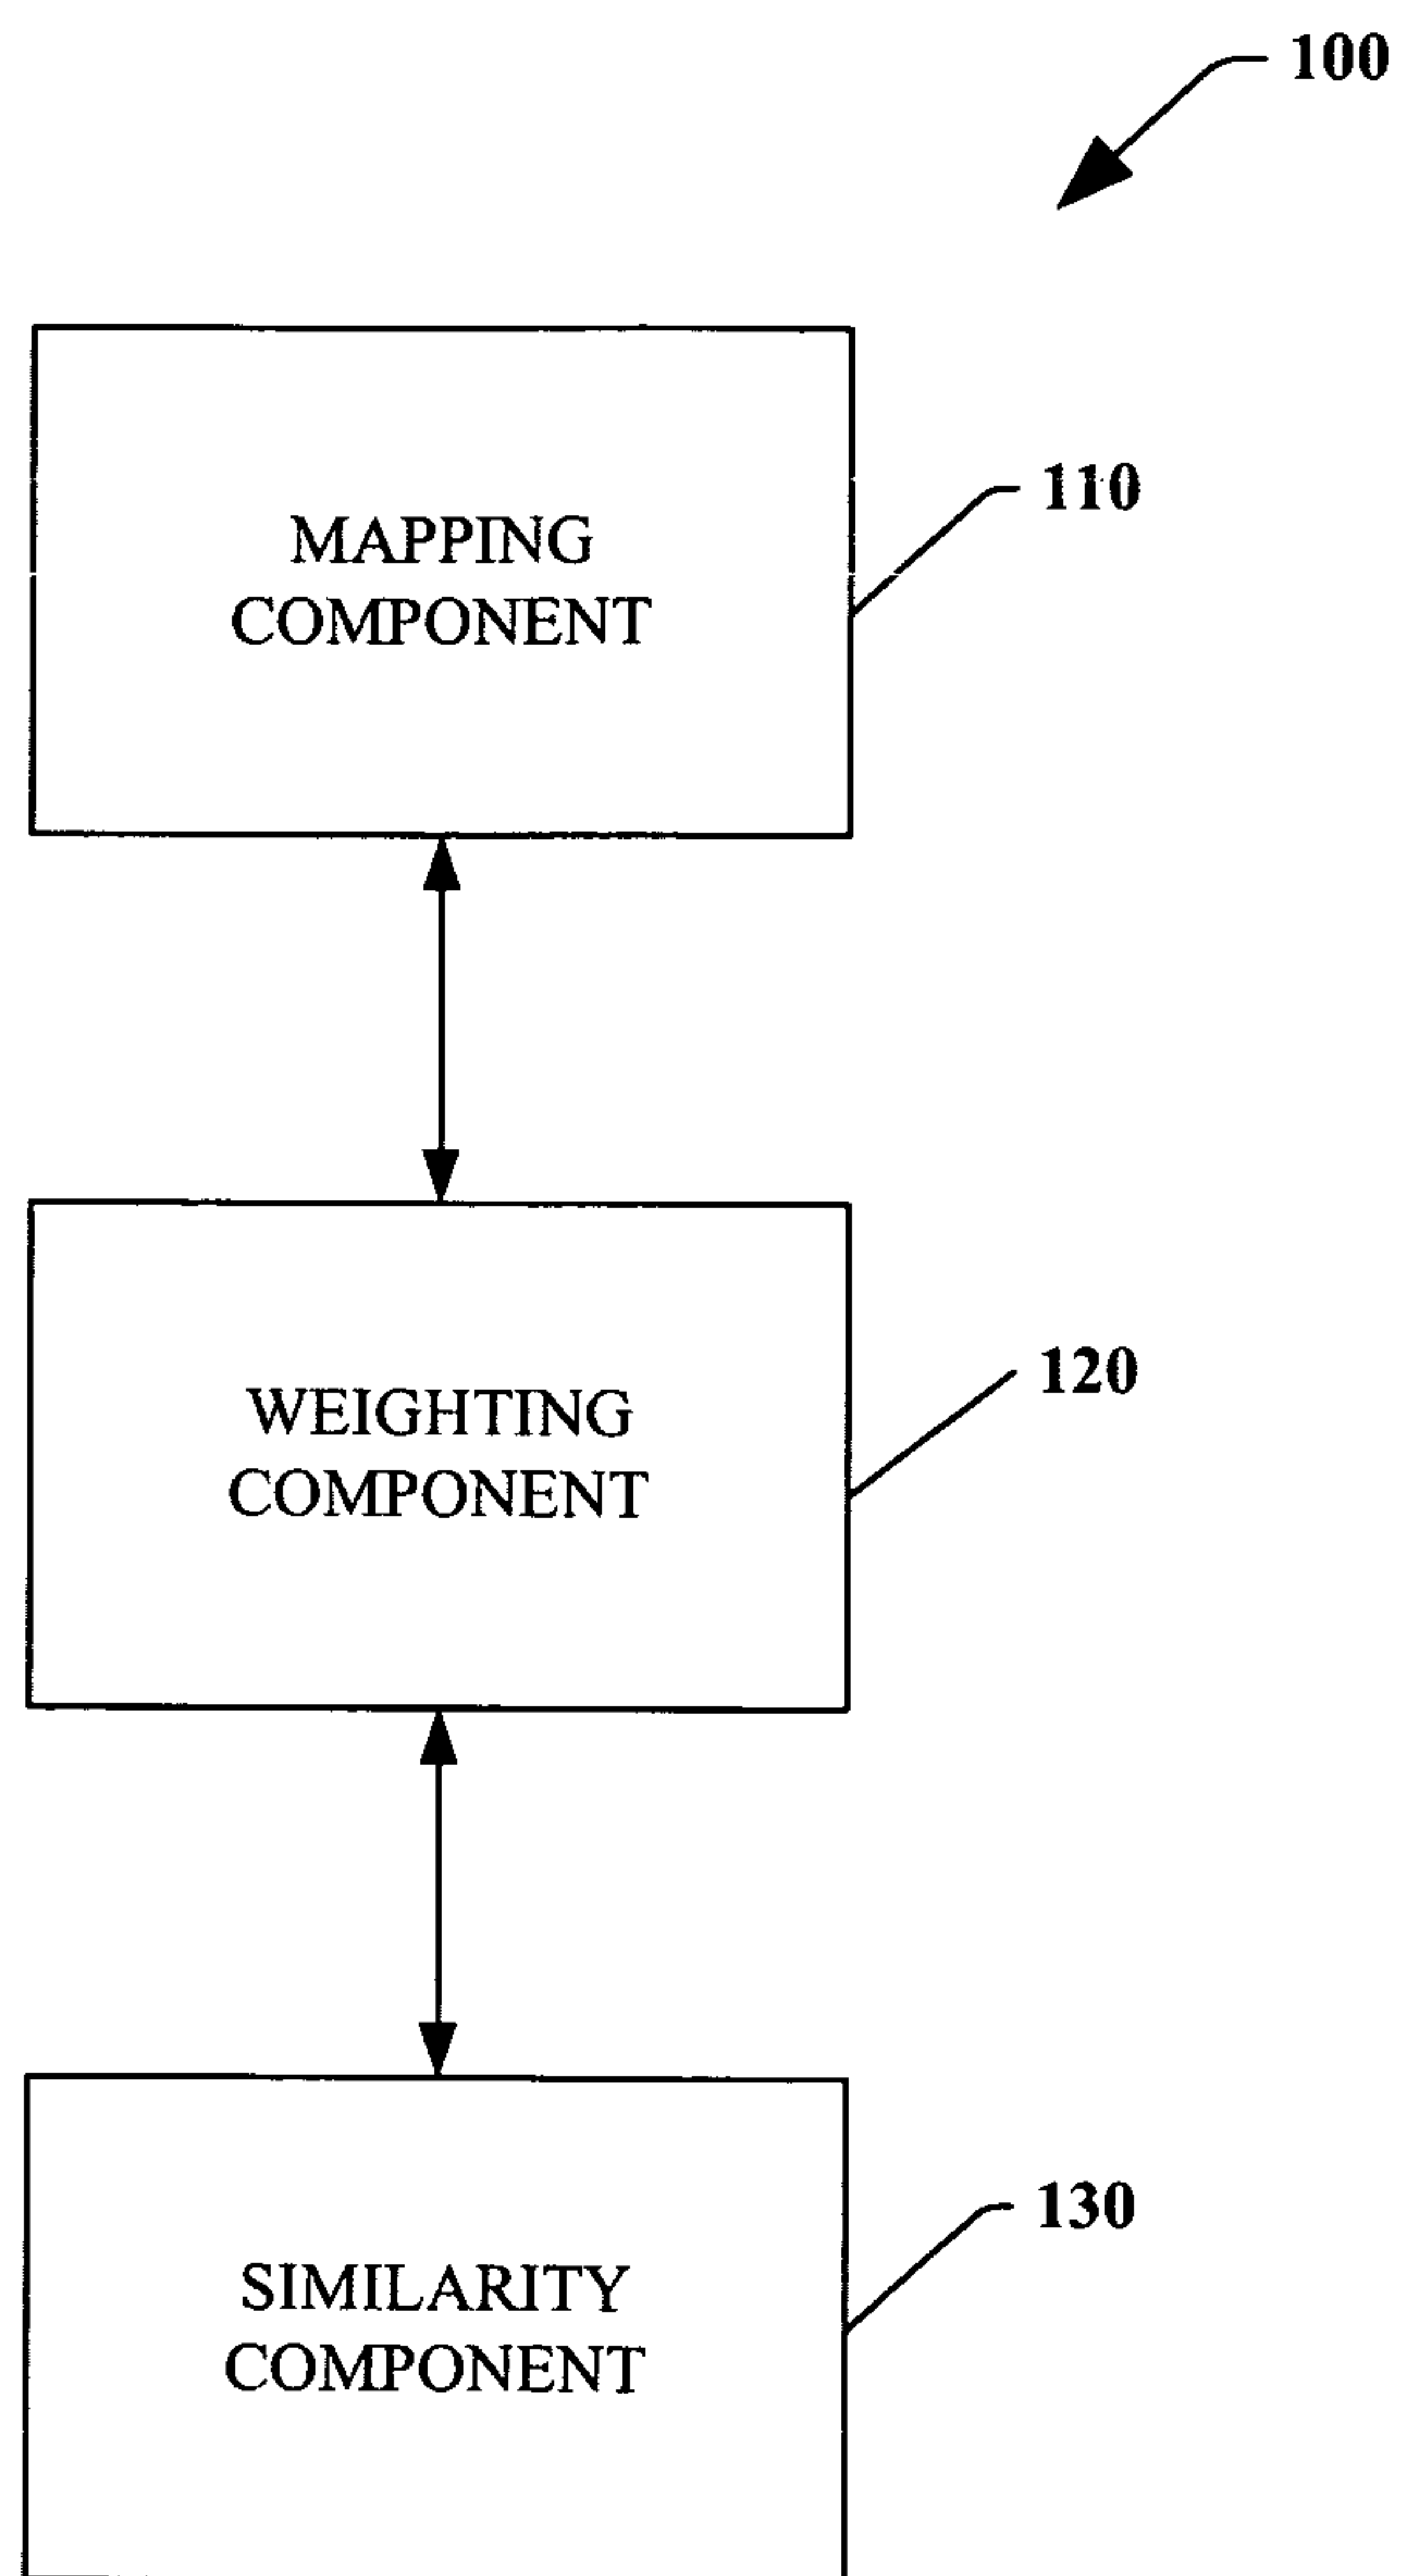 100
MAPPING
COMPONENT
110
WEIGHTING
COMPONENT
120
SIMILARITY
COMPONENT
130